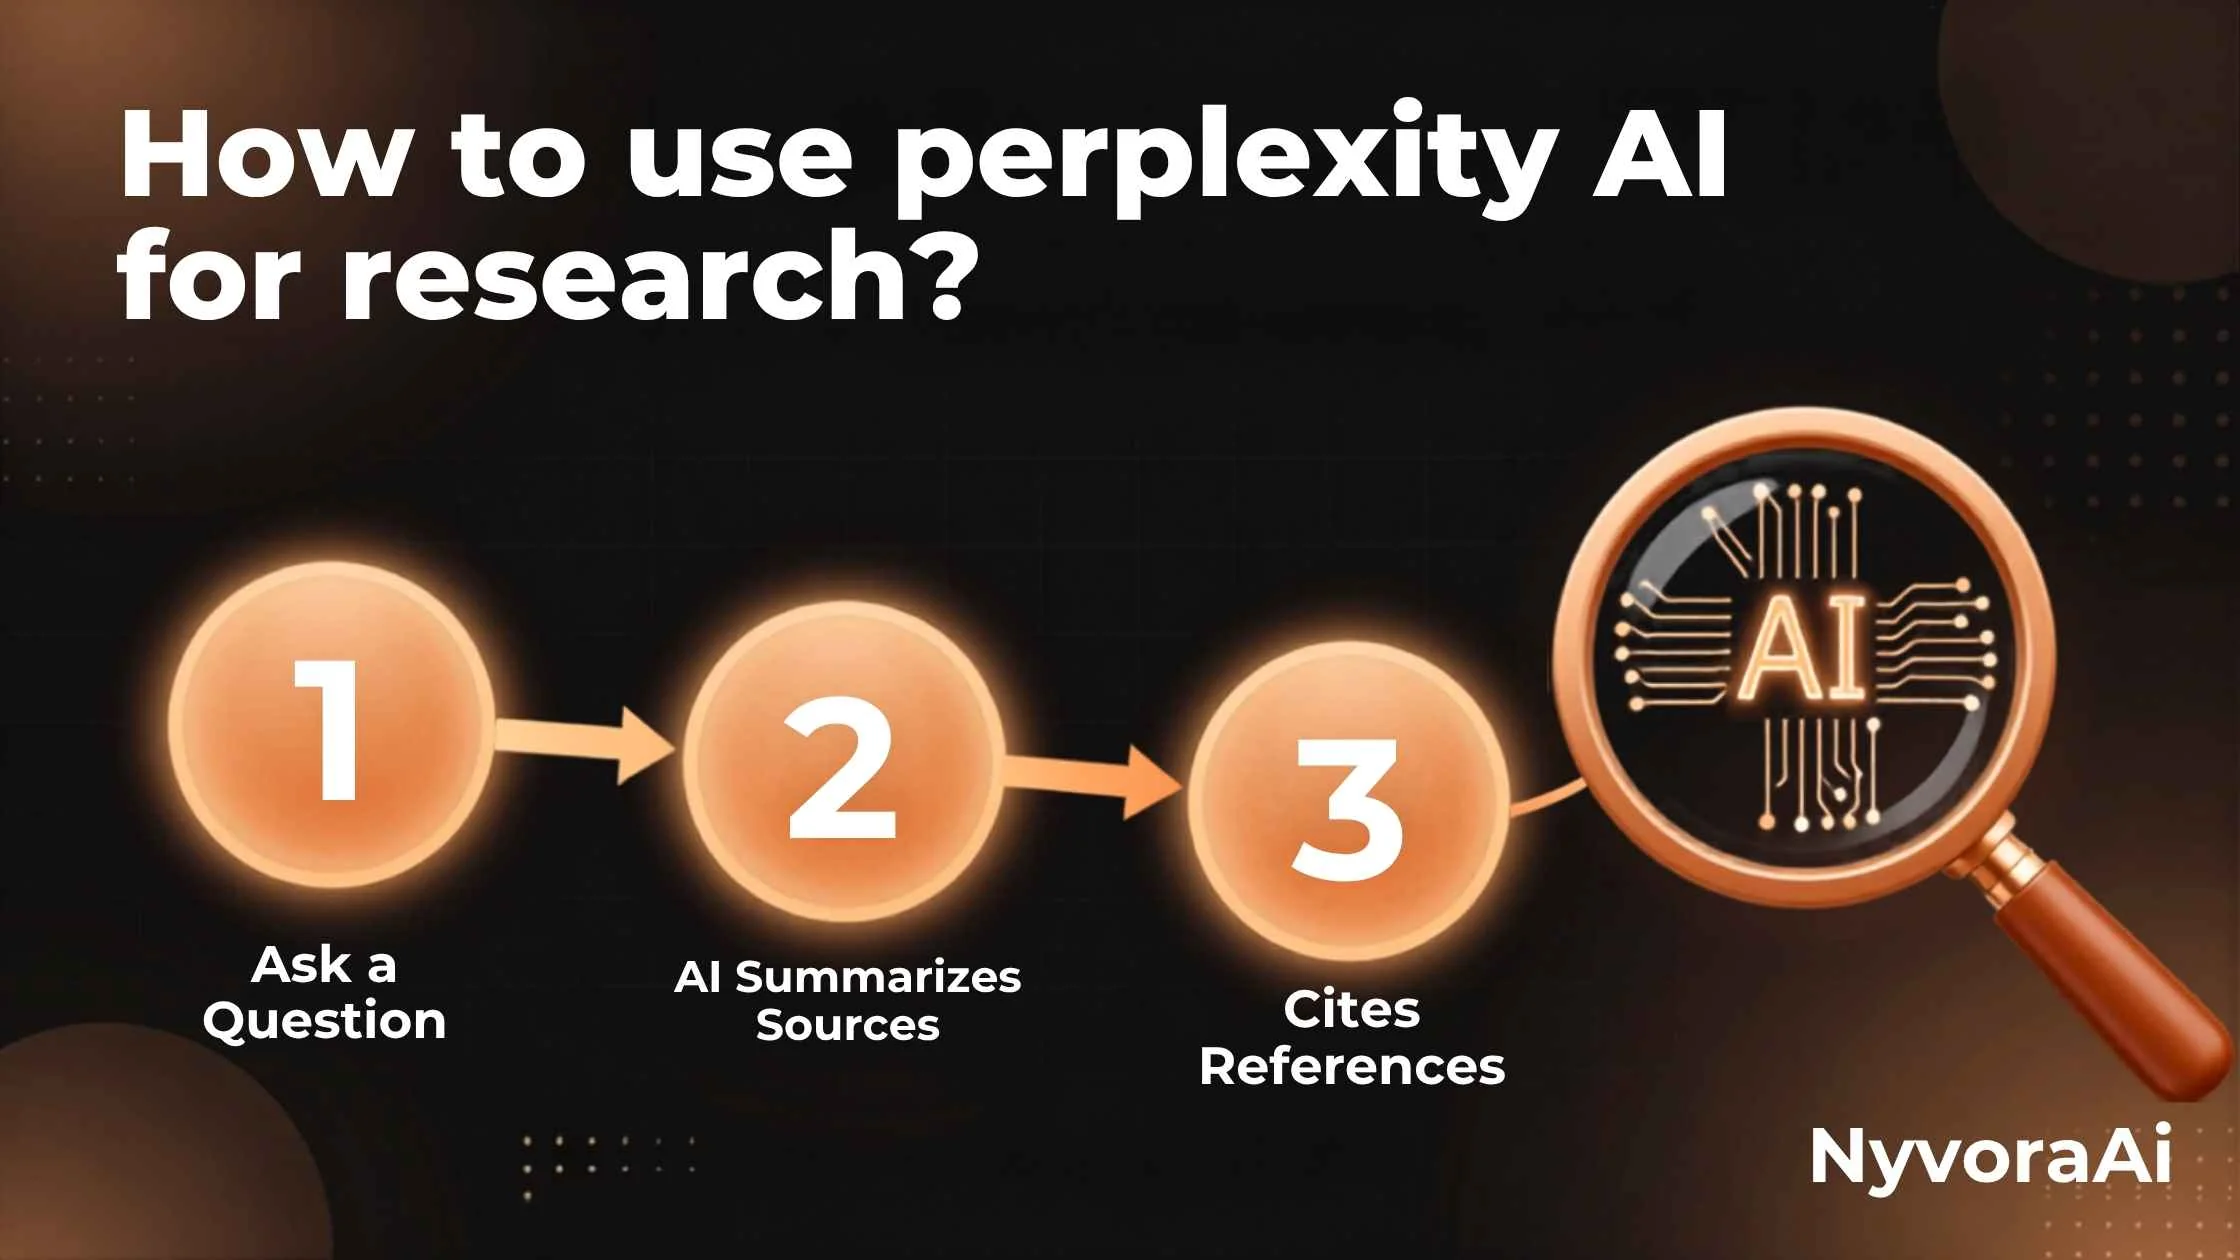 How to use perplexity AI
for research?
AI
1
2
3
Ask a
Question
AI Summarizes
Sources
Cites
References
NyvoraAi